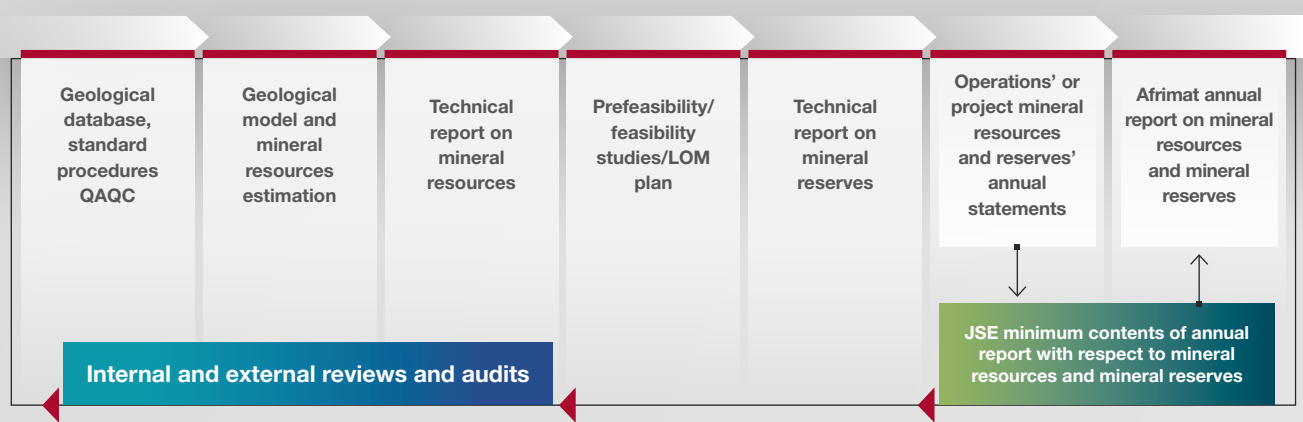 Geological
database,
standard
procedures
QAQC
Geological
model and
mineral
resources
estimation
Technical
report on
mineral
resources
Prefeasibility/
feasibility
studies/LOM
plan
Technical
report on
mineral
reserves
Operations’ or
project mineral
resources
and reserves’
annual
statements
Afrimat annual
report on mineral
resources
and mineral
reserves
Internal and external reviews and audits
JSE minimum contents of annual
report with respect to mineral
resources and mineral reserves